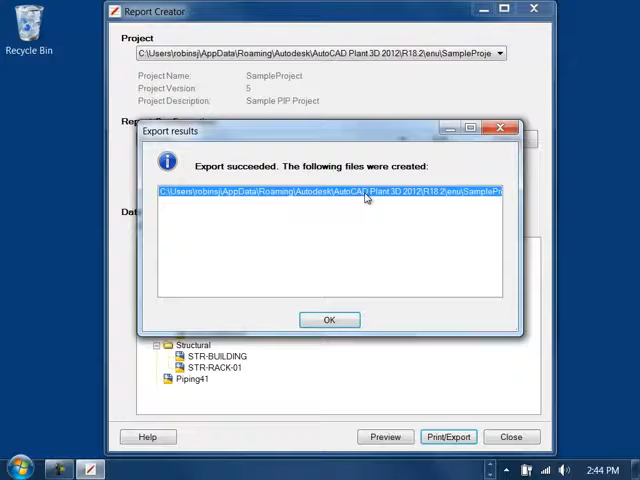 Report Creator
Recycle Bin
Project
C:\Users\robinsj\AppData\Roaming\Autodesk\AutoCAD Plant 3D 2012\R18.2\enu\SampleProje
Project Name: SampleProject
Project Version: 5
Project Description: Sample PIP Project
Export results
Export succeeded. The following files were created:
C:\Users\robinsj\AppData\Roaming\Autodesk\AutoCAD Plant 3D 2012\R18.2\enu\SamplePr
OK
Structural
STR-BUILDING
STR-RACK-01
Piping41
Help
Preview
Print/Export
Close
2:44 PM